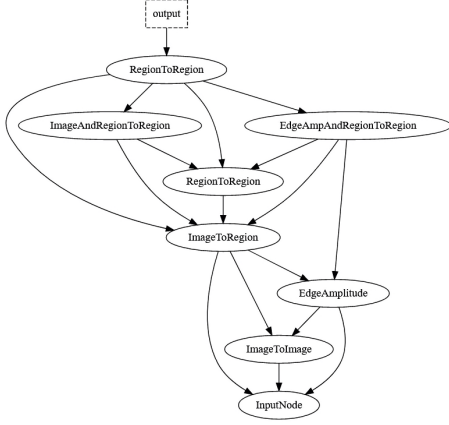 output
RegionToRegion
ImageAndRegionToRegion
EdgeAmpAndRegionToRegion
RegionToRegion
ImageToRegion
EdgeAmplitude
ImageToImage
InputNode